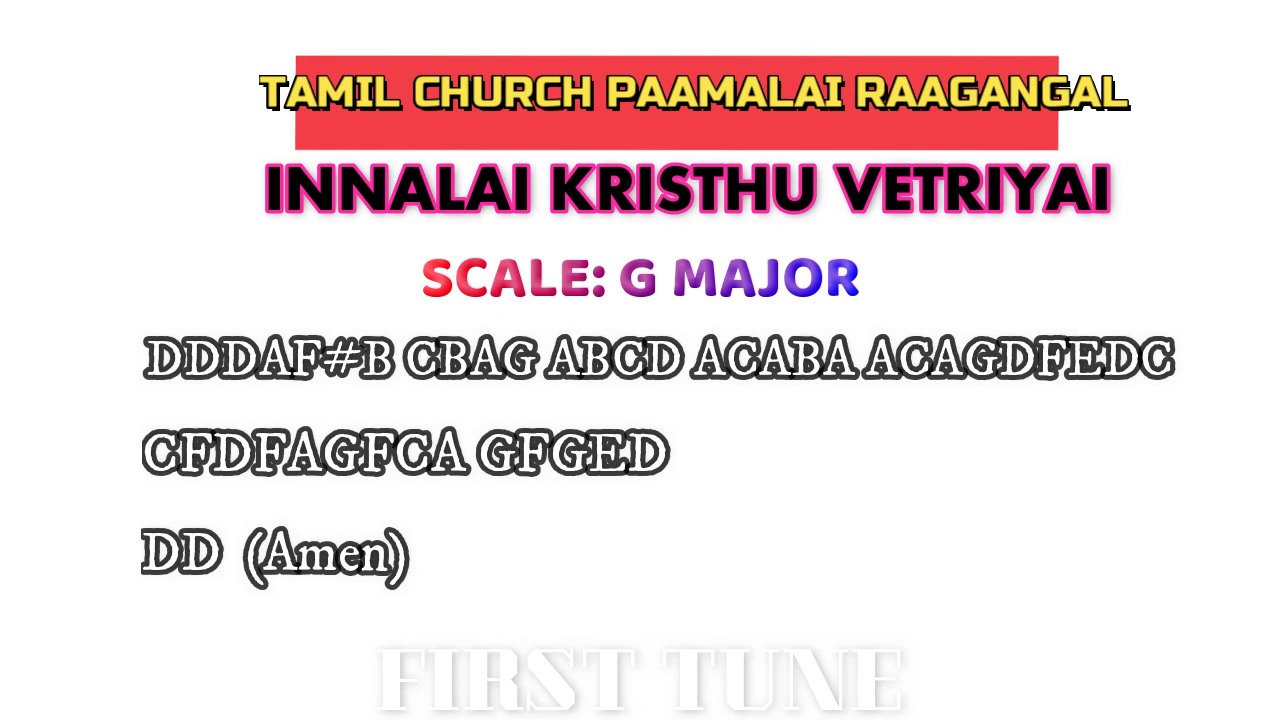 TAMIL CHURCH PAAMALAI RAAGANGAL
INNALAI KRISTHU VETRIYAI
SCALE: G MAJOR
DDDAF#B CBAG ABCD ACABA ACAGDFEDC
CFDFAGFCA GFGED
DD (Amen)
FIRST TUNE